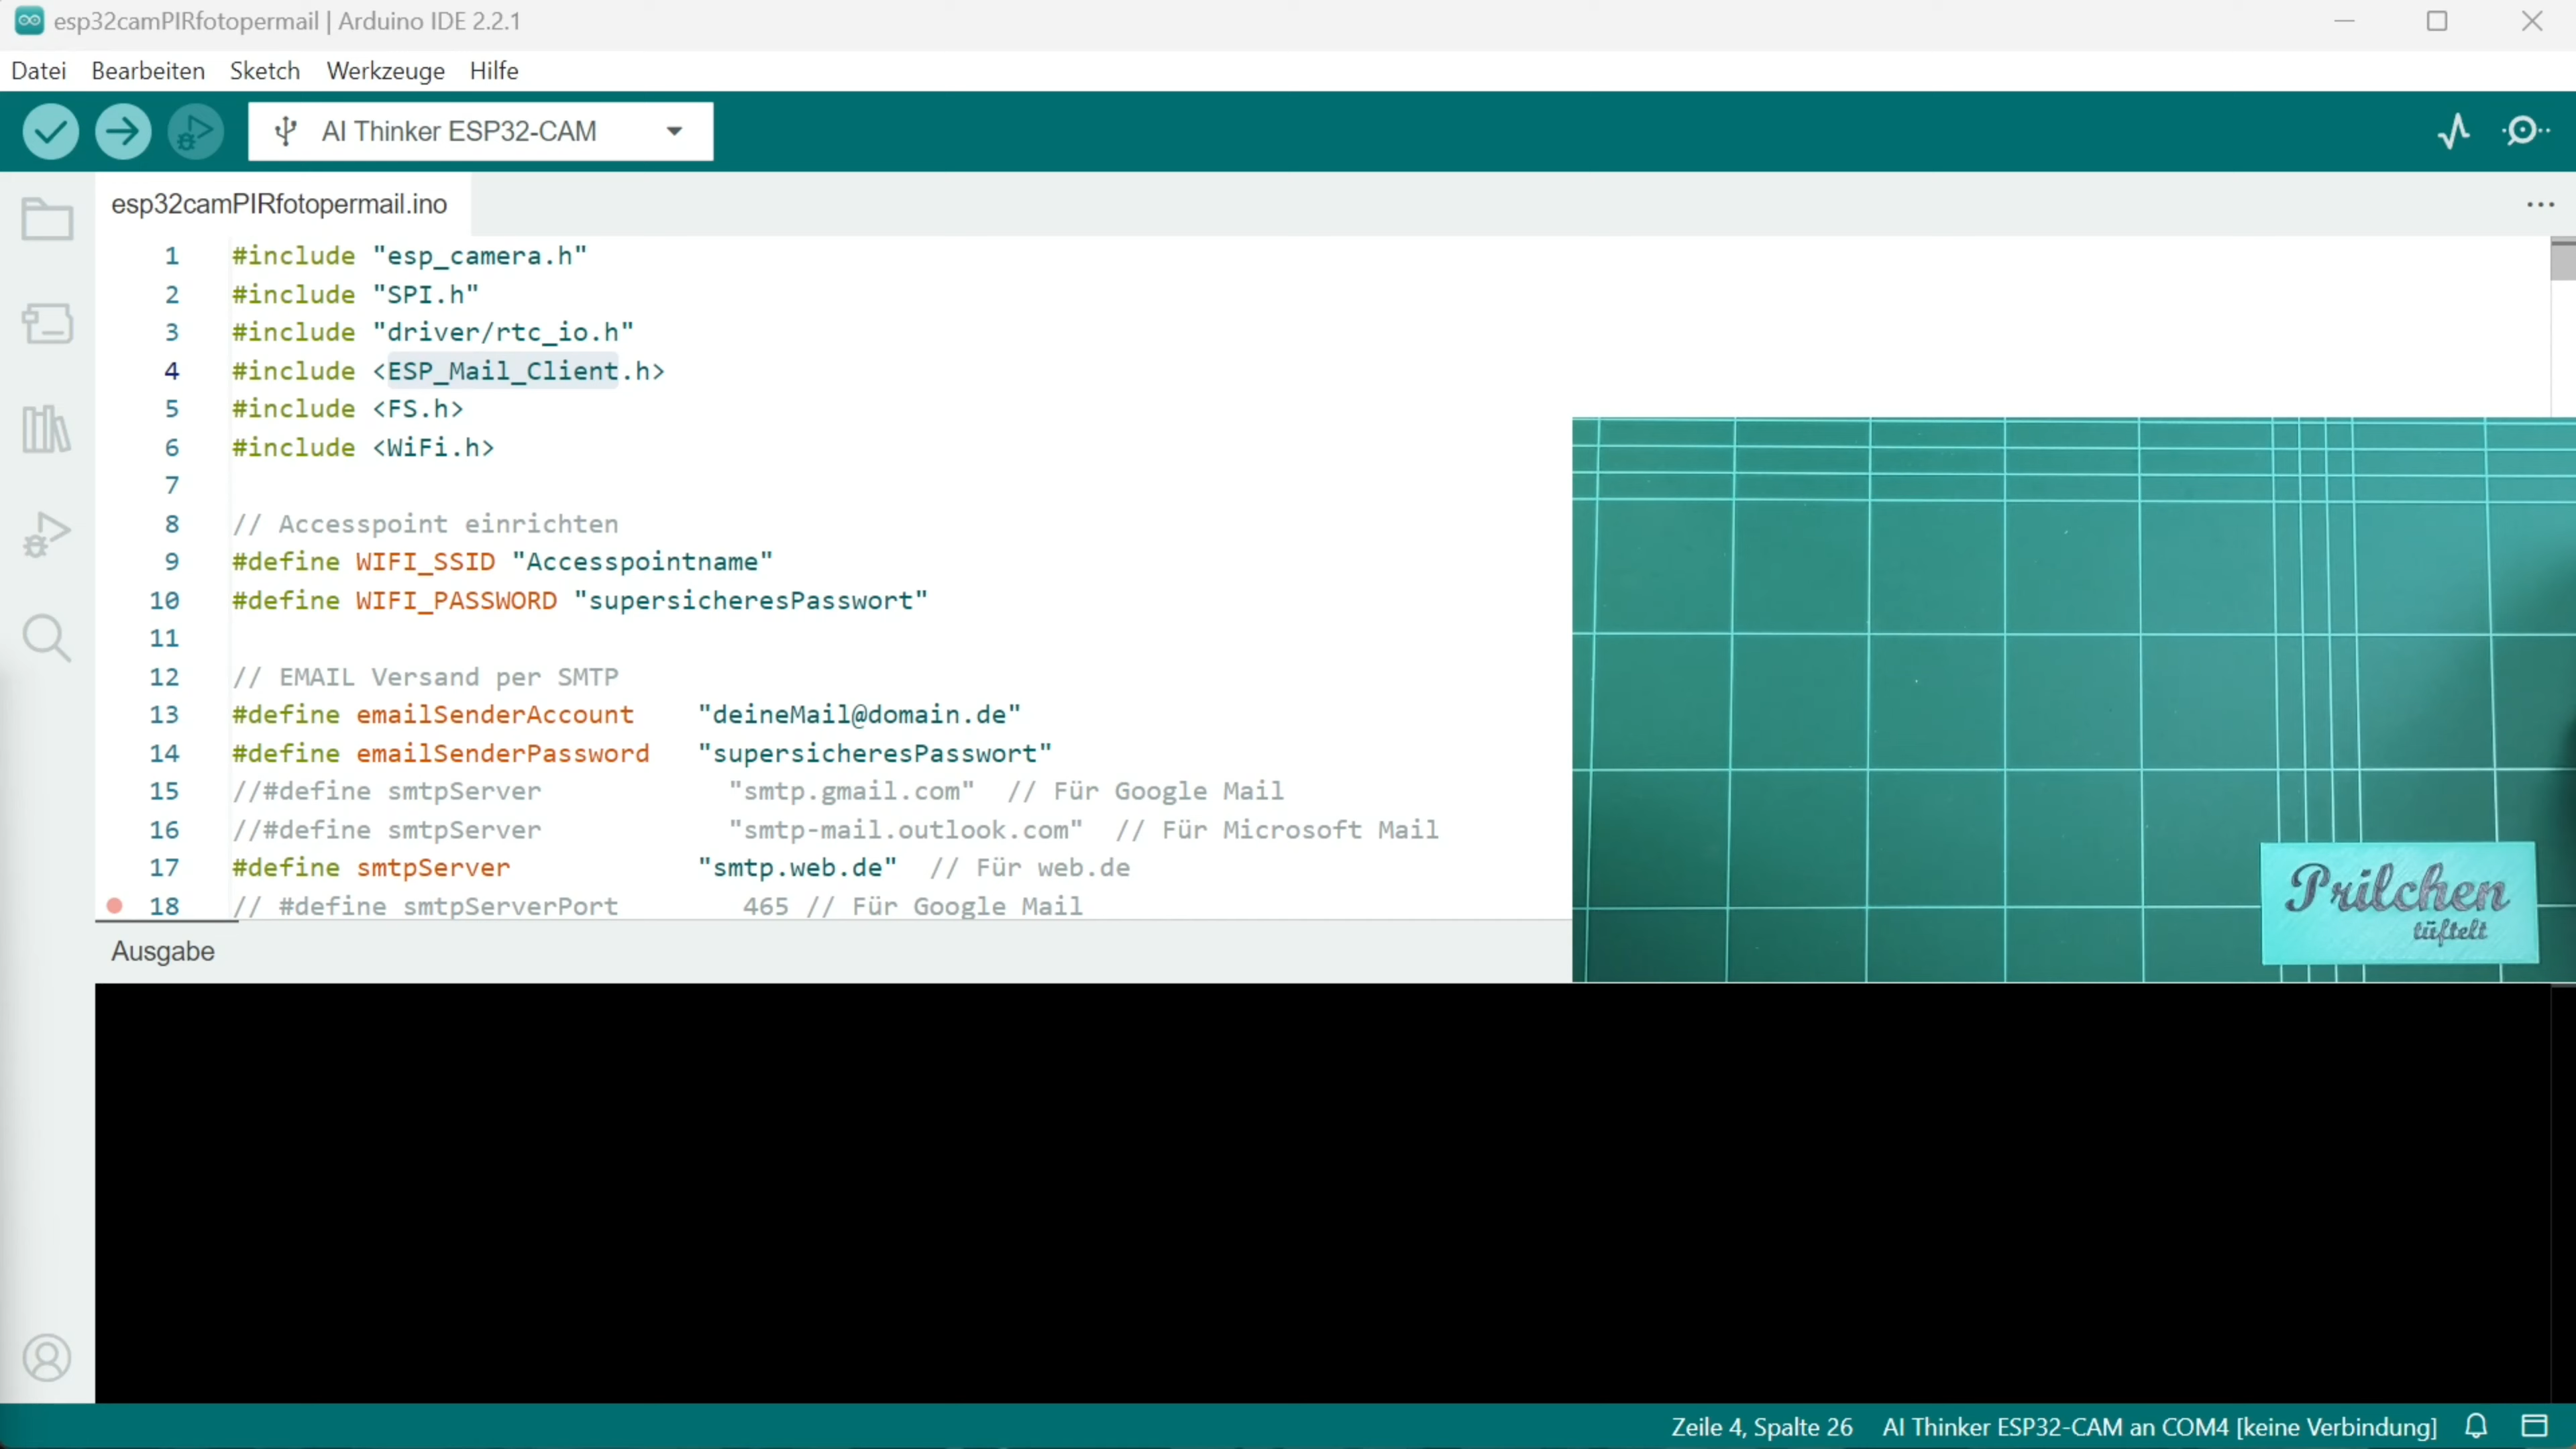 esp32camPIRfotopermail | Arduino IDE 2.2.1
Datei Bearbeiten Sketch Werkzeuge Hilfe
AI Thinker ESP32-CAM
esp32camPIRfotopermail.ino
1 #include "esp_camera.h"
2 #include "SPI.h"
3 #include "driver/rtc_io.h"
4 #include <ESP_Mail_Client.h>
5 #include <FS.h>
6 #include <WiFi.h>
7
8 // Accesspoint einrichten
9 #define WIFI_SSID "Accesspointname"
10 #define WIFI_PASSWORD "supersicheresPasswort"
11
12 // EMAIL Versand per SMTP
13 #define emailSenderAccount "deineMail@domain.de"
14 #define emailSenderPassword "supersicheresPasswort"
15 //#define smtpServer "smtp.gmail.com" // Für Google Mail
16 //#define smtpServer "smtp-mail.outlook.com" // Für Microsoft Mail
17 #define smtpServer "smtp.web.de" // Für web.de
18 // #define smtpServerPort 465 // Für Google Mail
Prilchen
tüftelt
Ausgabe
Zeile 4, Spalte 26 AI Thinker ESP32-CAM an COM4 [keine Verbindung]